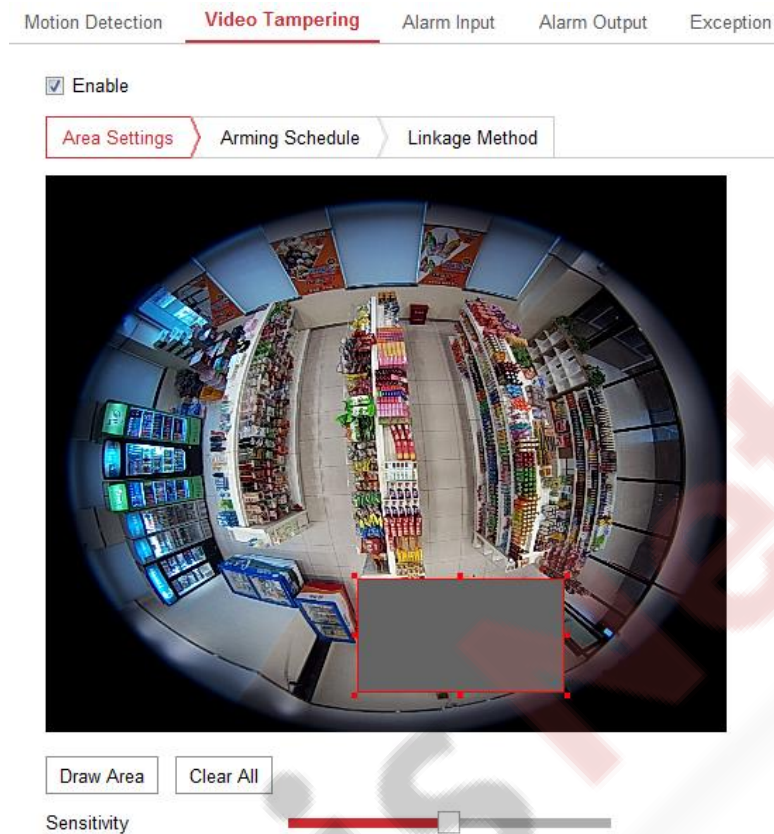 Motion Detection Video Tampering Alarm Input Alarm Output Exception
Enable
Area Settings Arming Schedule Linkage Method
Draw Area Clear All
Sensitivity